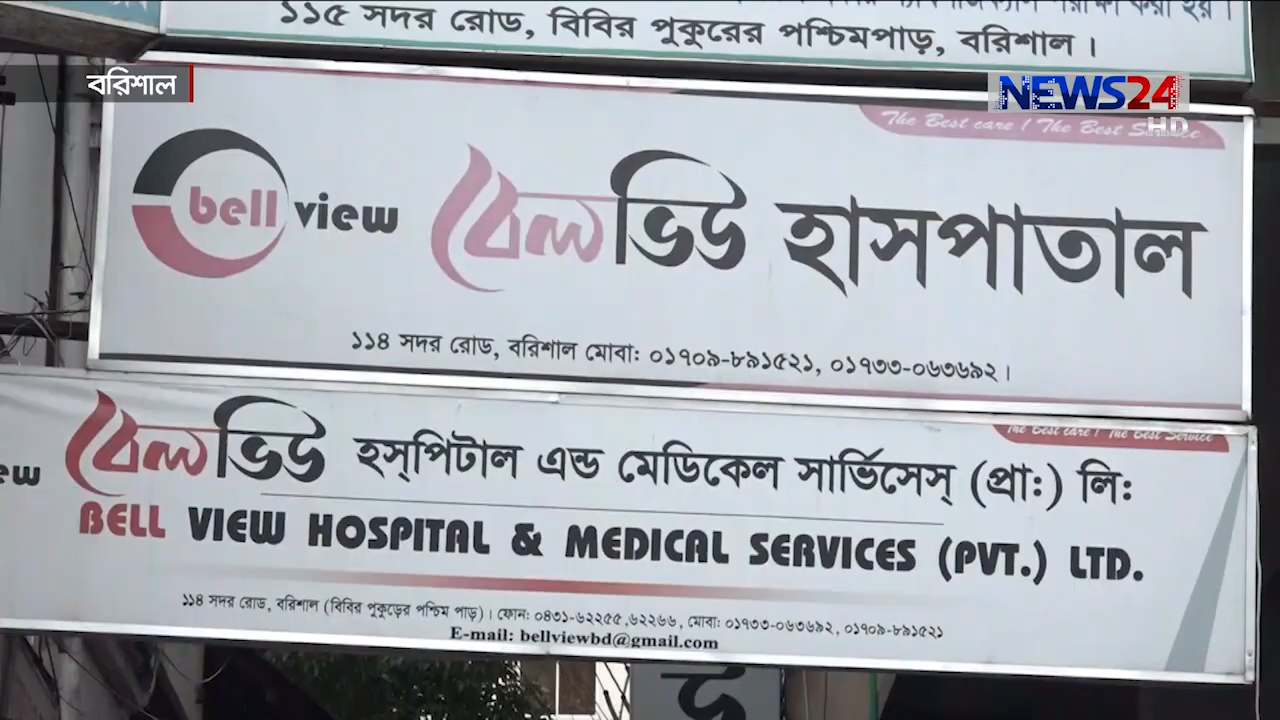 ১১৫ সদর রোড, বিবির পুকুরের পশ্চিমপাড়, বরিশাল।
বরিশাল
NEWS24
HD
The Best care / The Best Service
bell view
বেলভিউ হাসপাতাল
১১৪ সদর রোড, বরিশাল মোবা: ০১৭০৯-৮৯১৫২১, ০১৭৩৩-০৬৩৬৯২।
The Best care / The Best Service
ew
বেলভিউ হস্‌পিটাল এন্ড মেডিকেল সার্ভিসেস্ (প্রা:) লি:
BELL VIEW HOSPITAL & MEDICAL SERVICES (PVT.) LTD.
১১৪ সদর রোড, বরিশাল (বিবির পুকুড়ের পশ্চিম পাড়)। ফোন: ০৪৩১-৬২২৫৫,৬২২৬৬, মোবা: ০১৭৩৩-০৬৩৬৯২, ০১৭০৯-৮৯১৫২১
E-mail: bellviewbd@gmail.com